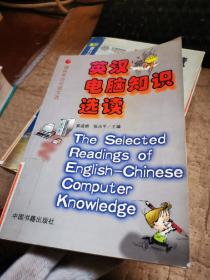 英汉
电脑知识
选读
The Selected
Readings of
English-Chinese
Computer
Knowledge
中国书籍出版社